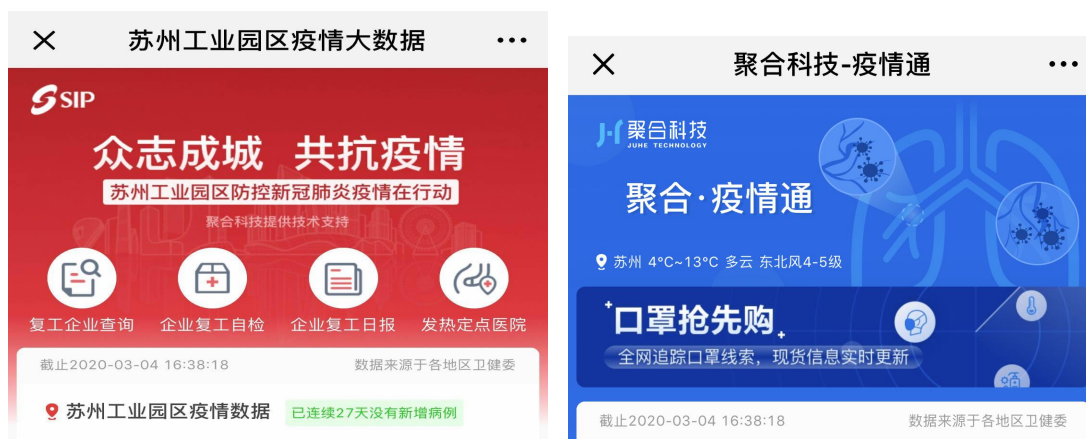 苏州工业园区疫情大数据
SIP
众志成城 共抗疫情
苏州工业园区防控新冠肺炎疫情在行动
聚合科技提供技术支持
复工企业查询 企业复工自检 企业复工日报 发热定点医院
截止2020-03-04 16:38:18 数据来源于各地区卫健委
苏州工业园区疫情数据 已连续27天没有新增病例
聚合科技-疫情通
聚合科技
JUHE TECHNOLOGY
聚合·疫情通
苏州 4°C~13°C 多云 东北风4-5级
口罩抢先购
全网追踪口罩线索，现货信息实时更新
截止2020-03-04 16:38:18 数据来源于各地区卫健委